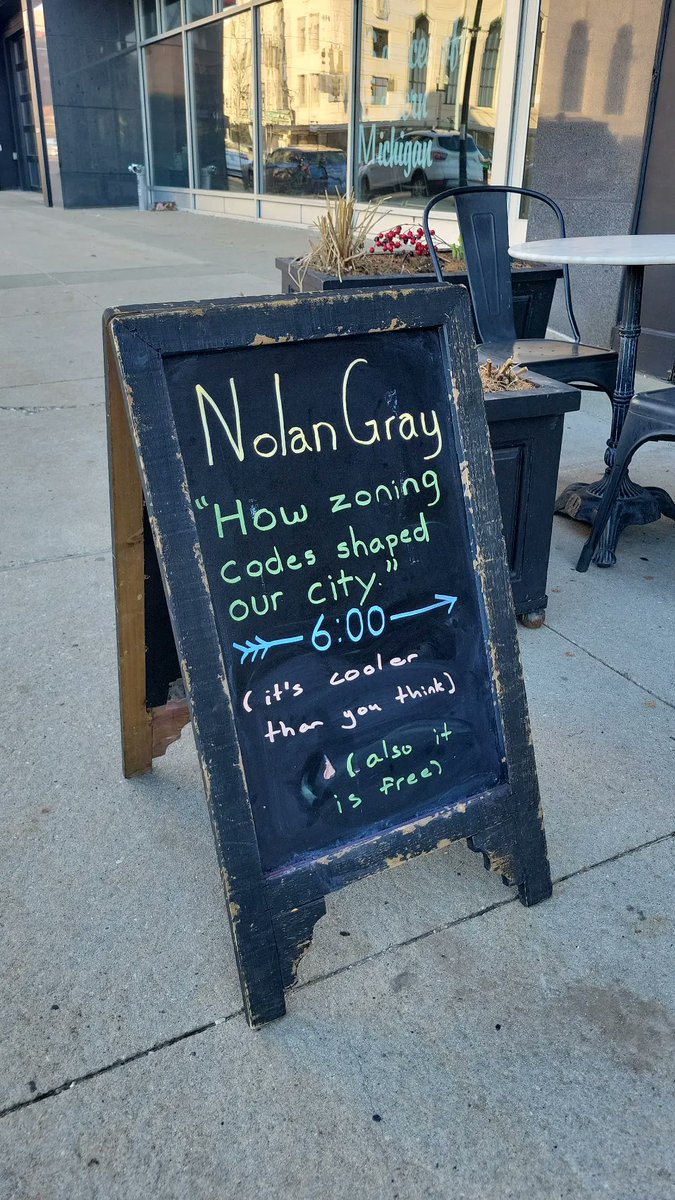 Michigan
Nolan Gray
"How zoning
codes shaped
our city."
6:00
(it's cooler
than you think)
(also it
is free)